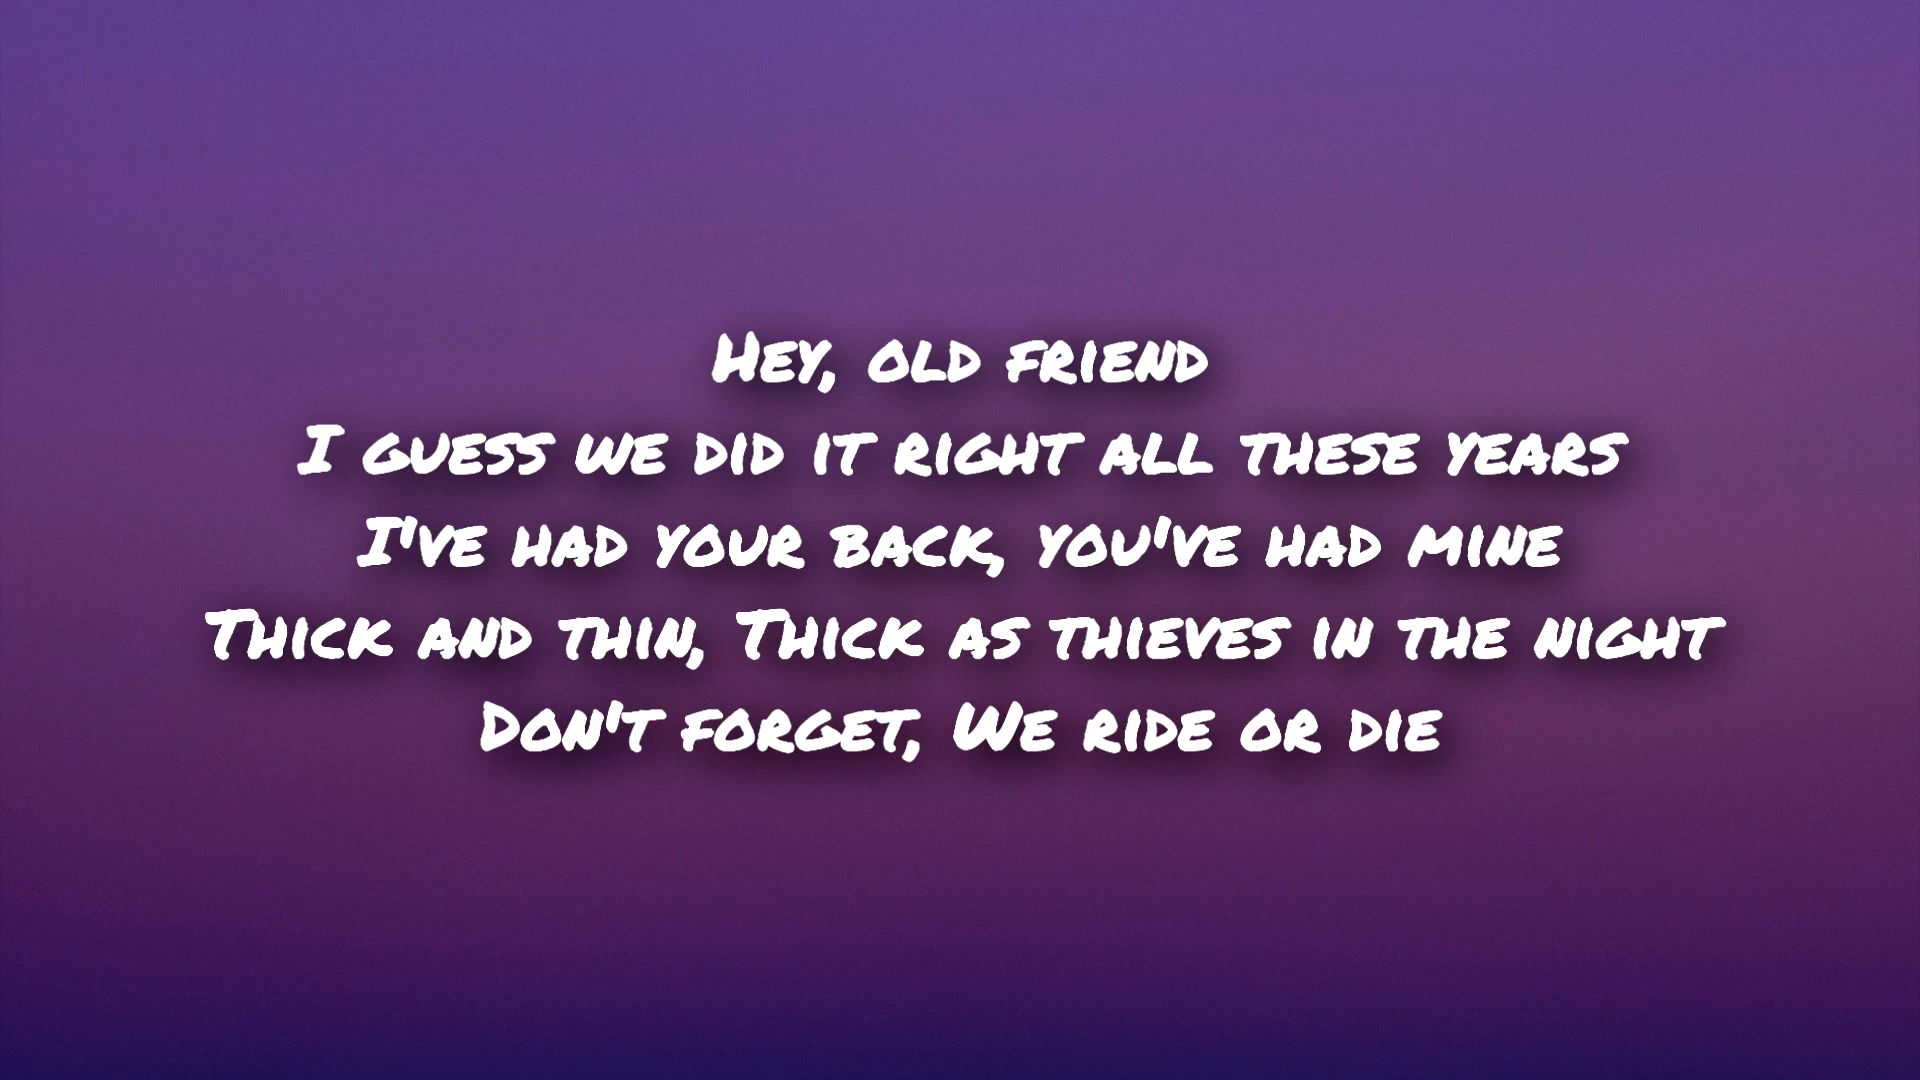 Hey, old friend
I guess we did it right all these years
I've had your back, you've had mine
Thick and thin, Thick as thieves in the night
Don't forget, We ride or die